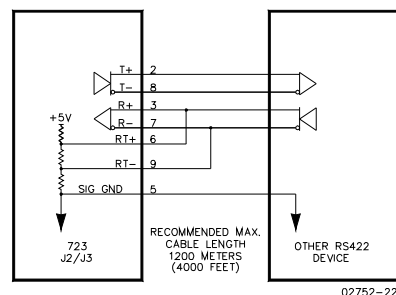 T+ 2
T- 8
R+ 3
+5V
R- 7
RT+ 6
RT- 9
SIG GND 5
723
J2/J3
RECOMMENDED MAX.
CABLE LENGTH
1200 METERS
(4000 FEET)
OTHER RS422
DEVICE
02752-22